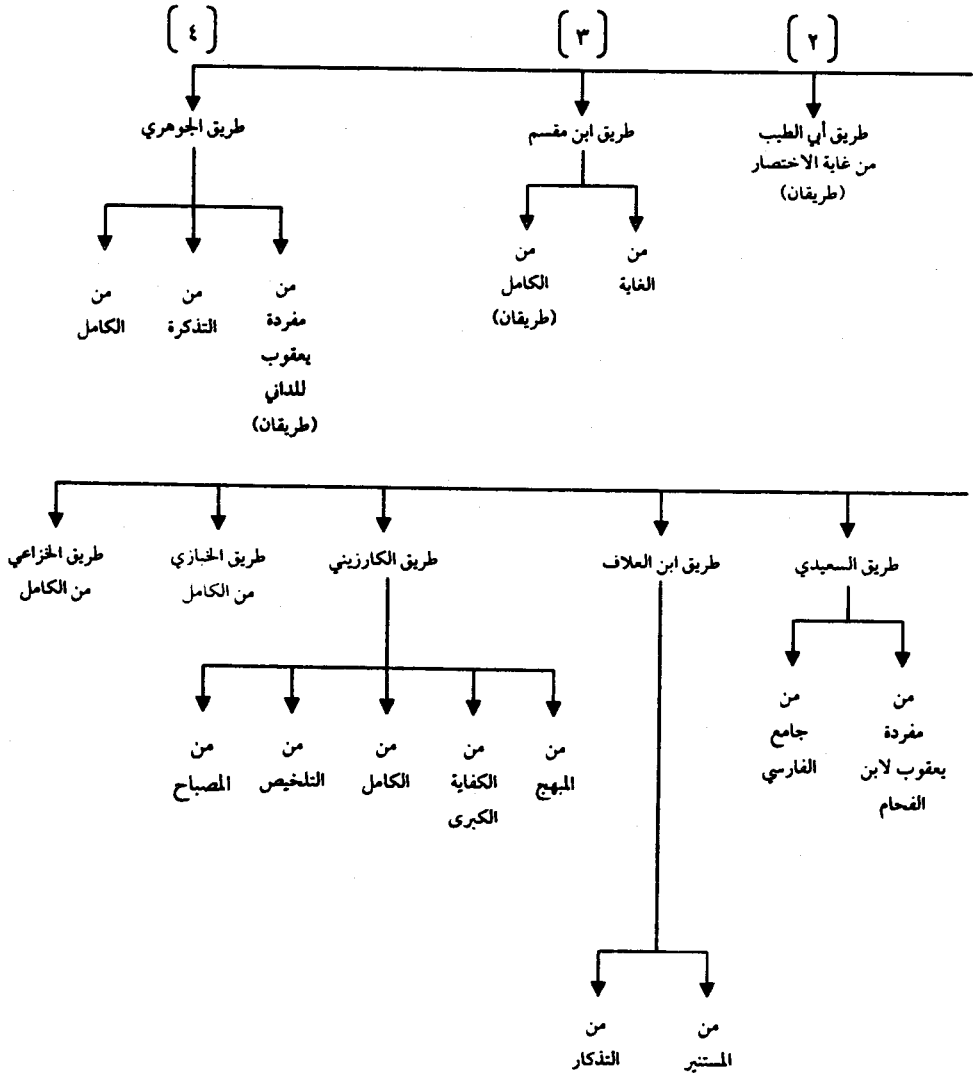 (٢)
(٣)
(٤)
طريق أبي الطيب
من غاية الاختصار
(طريقان)
طريق ابن مقسم
من
الغاية
من
الكامل
(طريقان)
طريق الجوهري
من
مفردة
يعقوب
للداني
(طريقان)
من
التذكرة
من
الكامل
طريق السعيدي
من
مفردة
يعقوب لابن
الفحام
من
جامع
الفارسي
طريق ابن العلاف
من
المستنير
من
التذكار
طريق الكارزيني
من
المبهج
من
الكفاية
الكبرى
من
الكامل
من
التلخيص
من
المصباح
طريق الخبازي
من الكامل
طريق الخزاعي
من الكامل